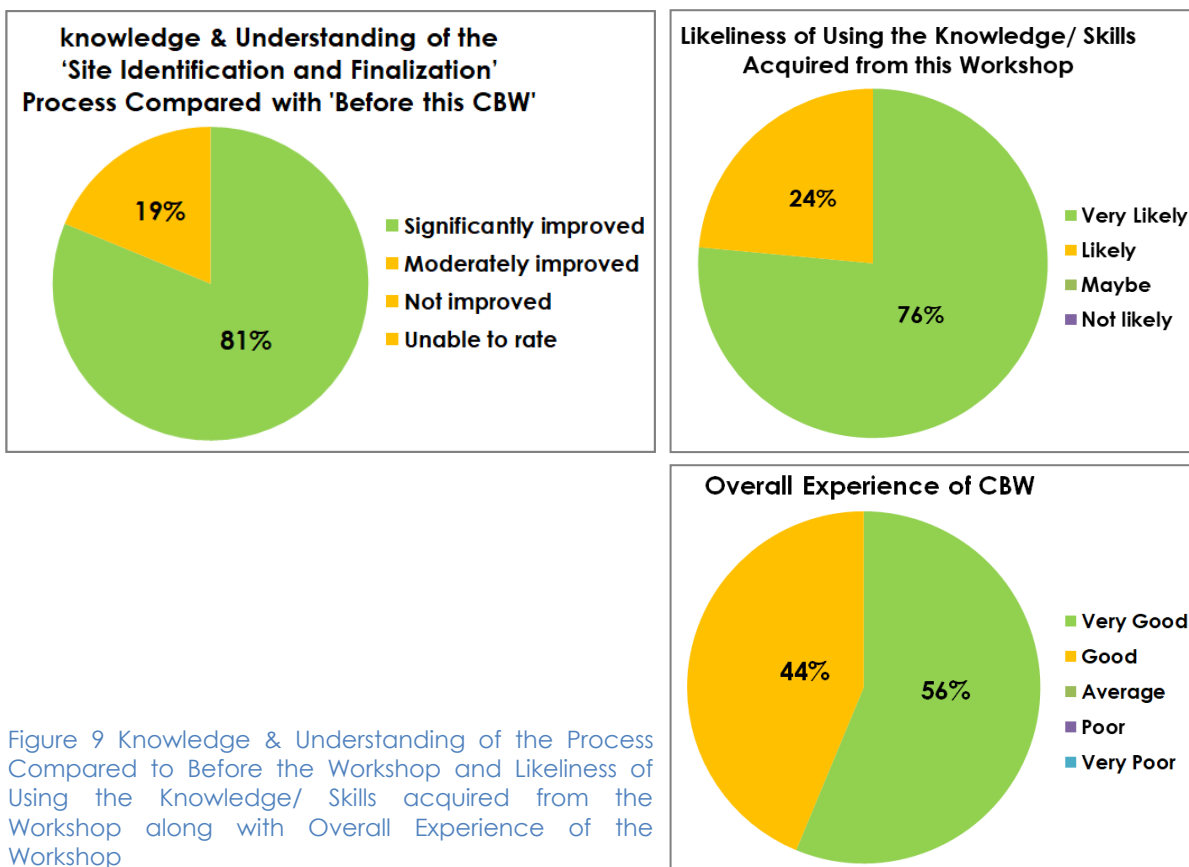 knowledge & Understanding of the
‘Site Identification and Finalization’
Process Compared with 'Before this CBW'
19%
81%
Significantly improved
Moderately improved
Not improved
Unable to rate
Likeliness of Using the Knowledge/ Skills
Acquired from this Workshop
24%
76%
Very Likely
Likely
Maybe
Not likely
Overall Experience of CBW
44%
56%
Very Good
Good
Average
Poor
Very Poor
Figure 9 Knowledge & Understanding of the Process
Compared to Before the Workshop and Likeliness of
Using the Knowledge/ Skills acquired from the
Workshop along with Overall Experience of the
Workshop